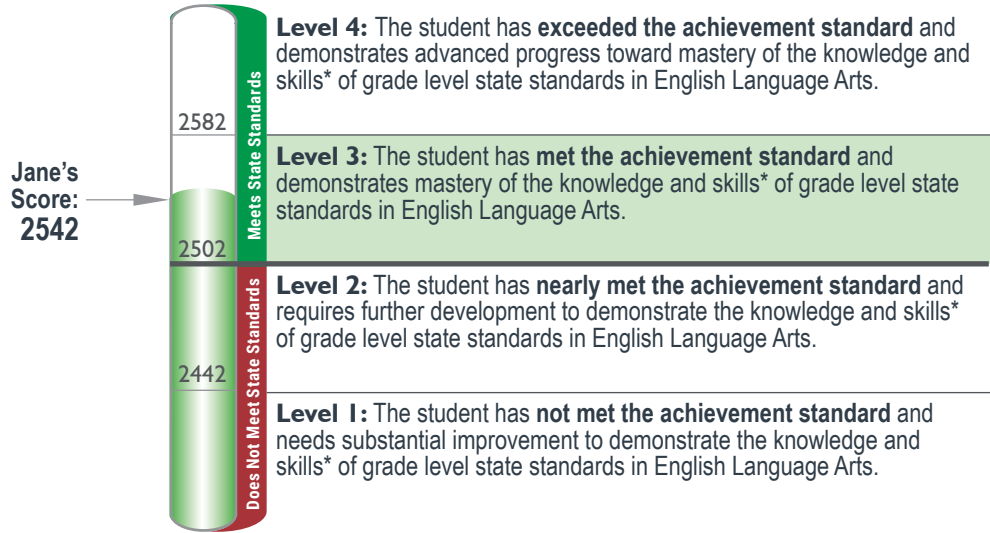 Level 4: The student has exceeded the achievement standard and
demonstrates advanced progress toward mastery of the knowledge and
skills* of grade level state standards in English Language Arts.
2582
Meets State Standards
Jane’s
Score:
2542
Level 3: The student has met the achievement standard and
demonstrates mastery of the knowledge and skills* of grade level state
standards in English Language Arts.
2502
Level 2: The student has nearly met the achievement standard and
requires further development to demonstrate the knowledge and skills*
of grade level state standards in English Language Arts.
2442
Does Not Meet State Standards
Level 1: The student has not met the achievement standard and
needs substantial improvement to demonstrate the knowledge and
skills* of grade level state standards in English Language Arts.